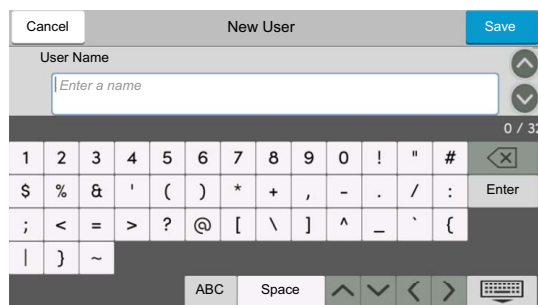 Cancel New User Save
User Name
Enter a name
0 / 32
1 2 3 4 5 6 7 8 9 0 ! " #
$ % & ' ( ) * + , - . / : Enter
; < = > ? @ [ \ ] ^ _ ` {
| } ~
ABC Space